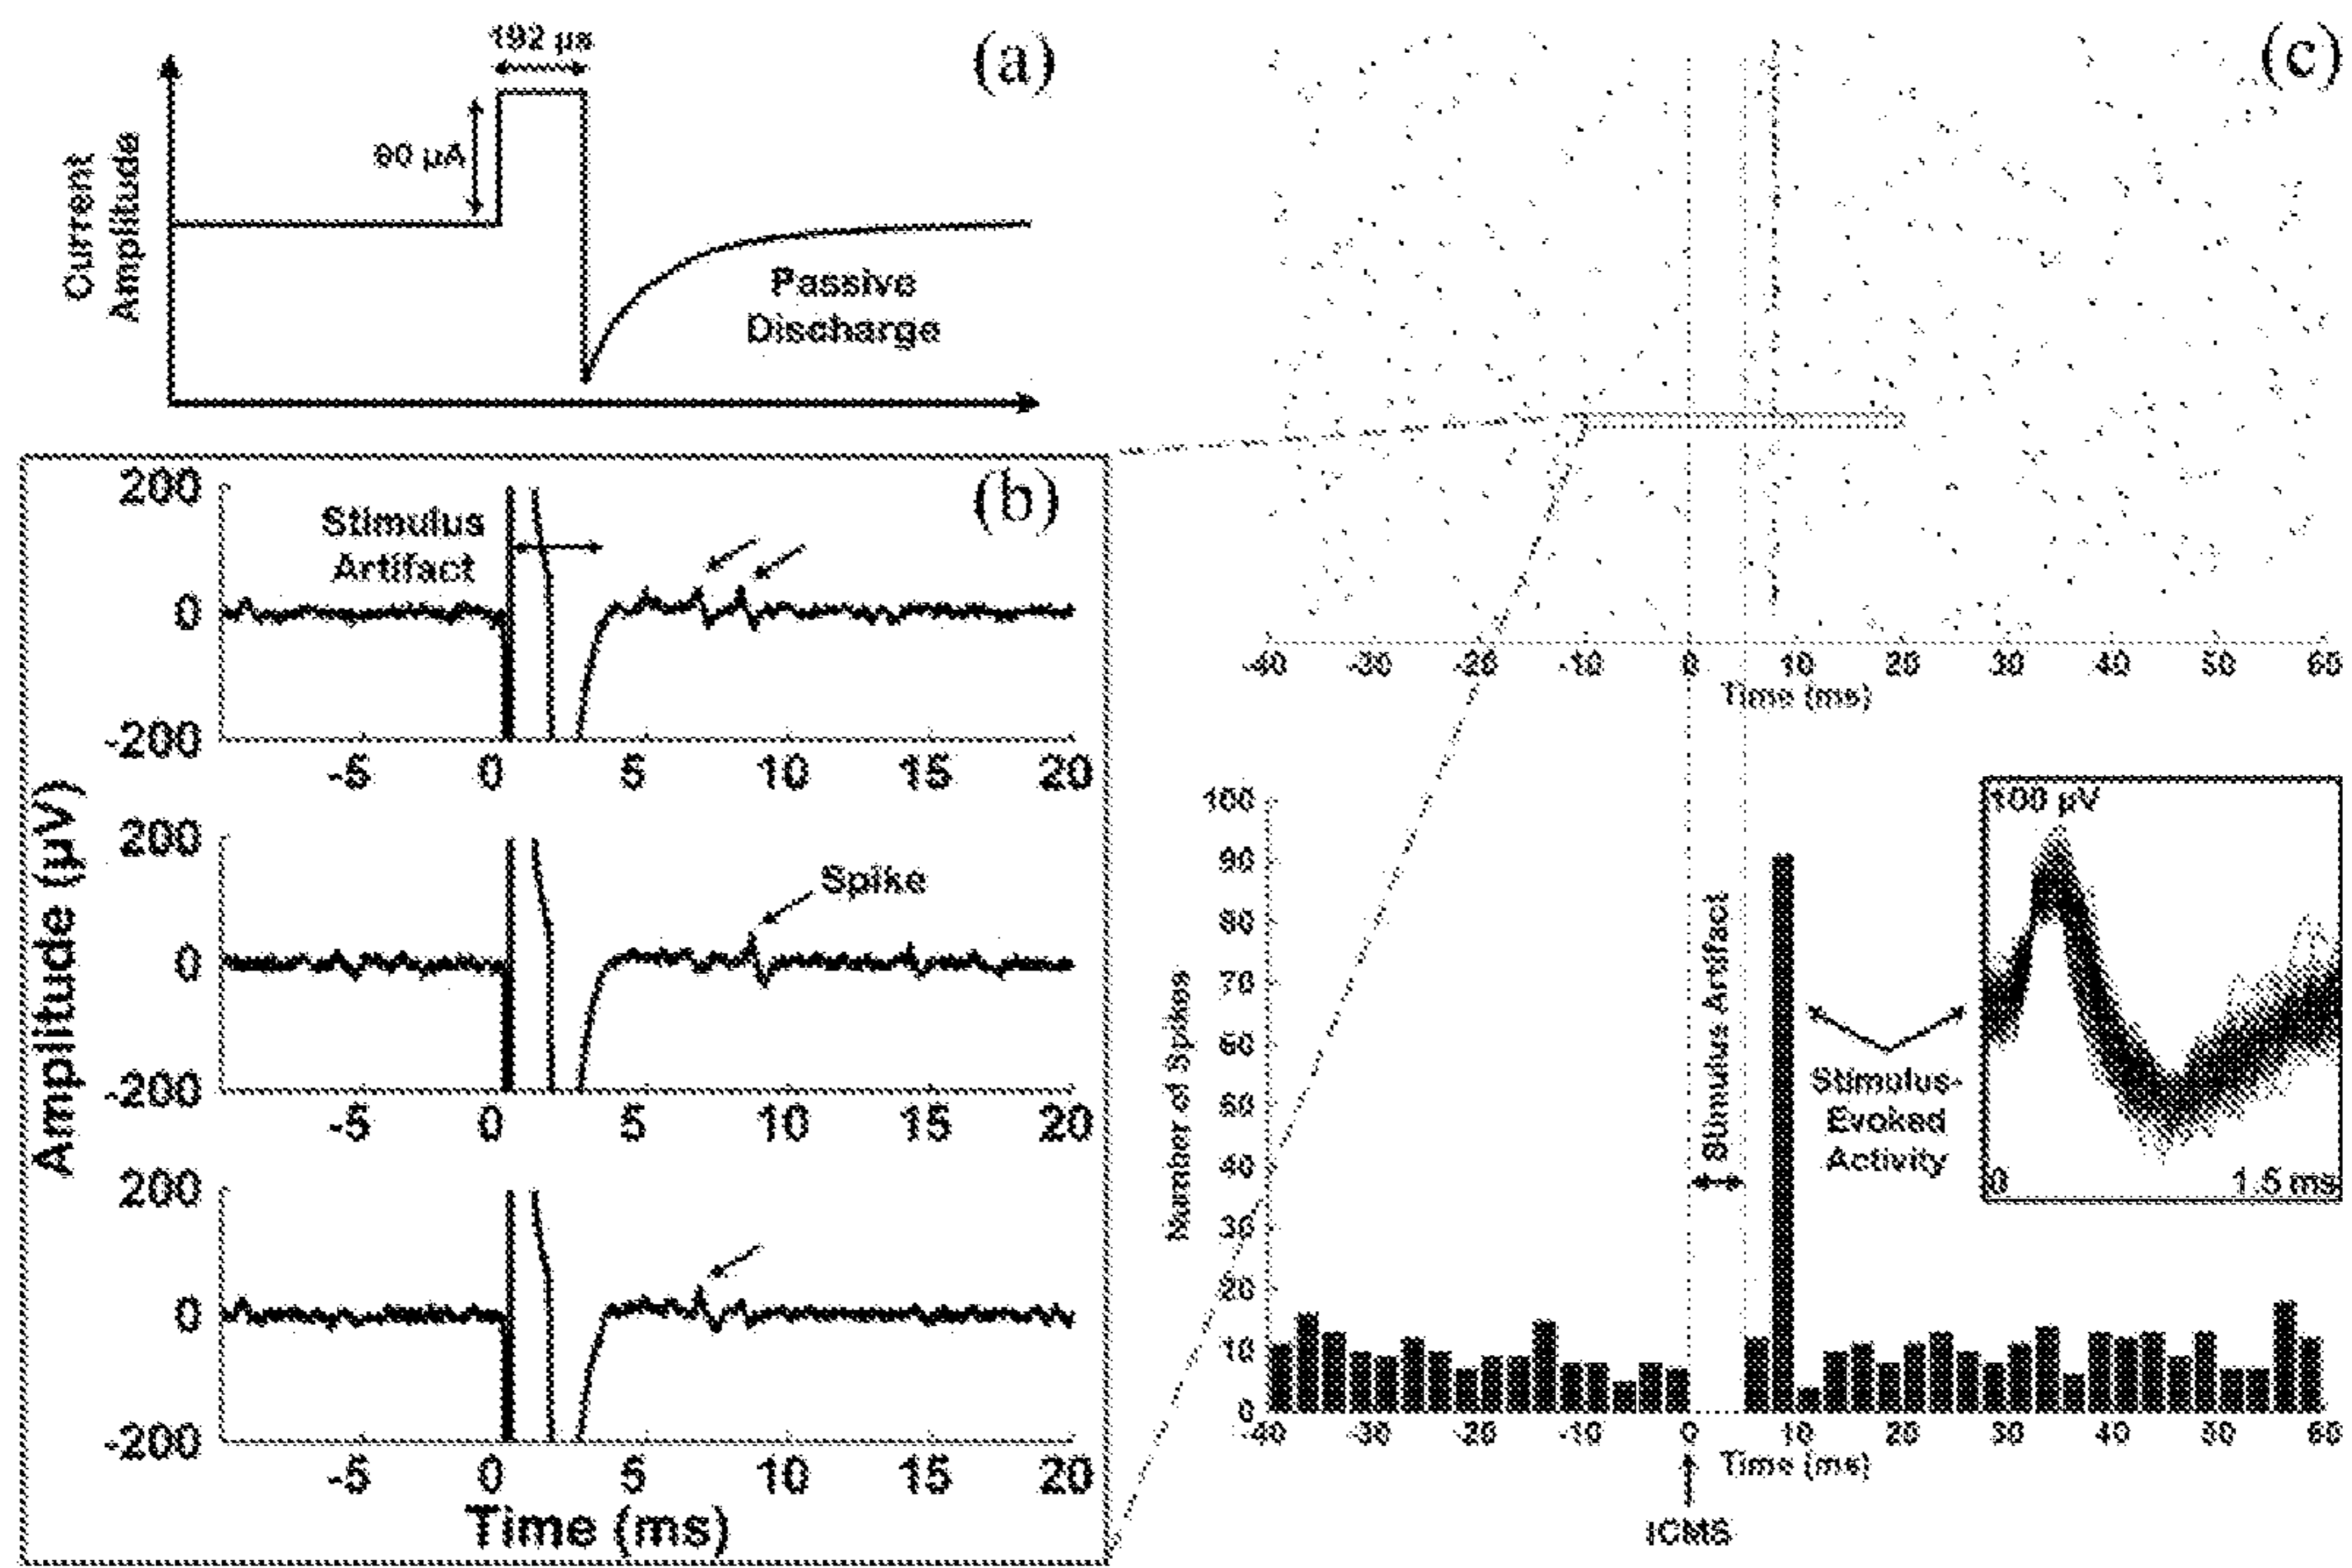 (a)
192 µs
Current
Amplitude
90 µA
Passive
Discharge
(b)
Amplitude (µV)
200
Stimulus
Artifact
0
-200
-5 0 5 10 15 20
200
Spike
0
-200
-5 0 5 10 15 20
200
0
-200
-5 0 5 10 15 20
Time (ms)
(c)
-40 -30 -20 -10 0 10 20 30 40 50 60
Time (ms)
Number of Spikes
100
90
80
70
60
50
40
30
20
10
0
Stimulus Artifact
Stimulus-
Evoked
Activity
100 µV
0
1.5 ms
-40 -30 -20 -10 0 10 20 30 40 50 60
Time (ms)
ICMS